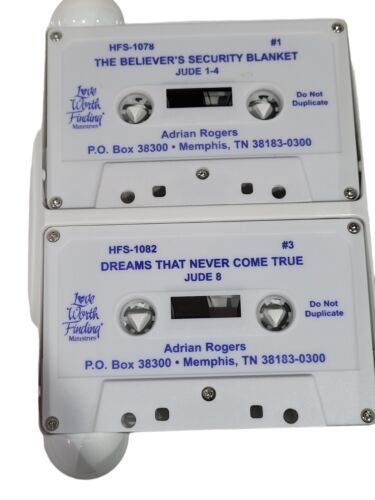 HFS-1078 #1
THE BELIEVER'S SECURITY BLANKET
JUDE 1-4
Love
Worth
Finding
Ministries
Do Not
Duplicate
Adrian Rogers
P.O. Box 38300 • Memphis, TN 38183-0300
HFS-1082 #3
DREAMS THAT NEVER COME TRUE
JUDE 8
Love
Worth
Finding
Ministries
Do Not
Duplicate
Adrian Rogers
P.O. Box 38300 • Memphis, TN 38183-0300